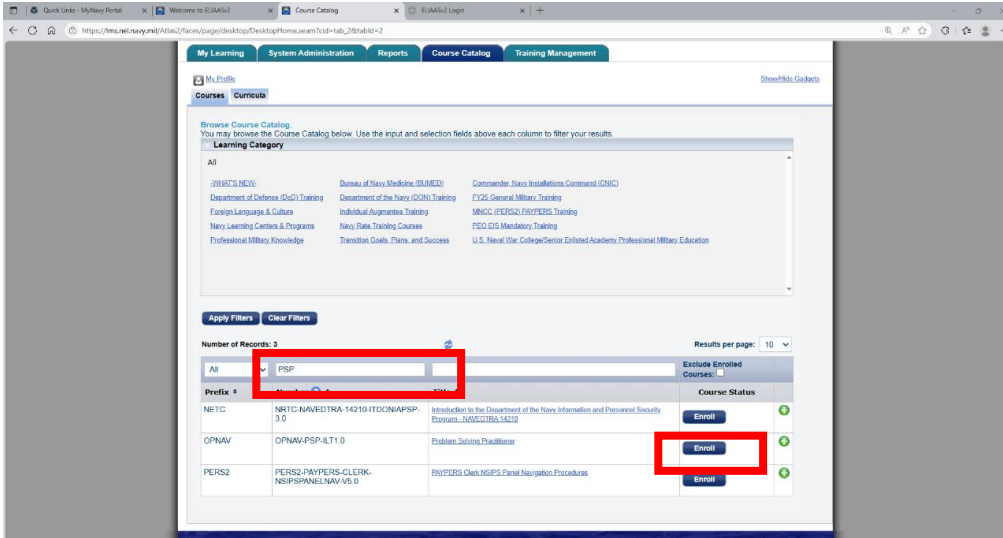 Quick Links - MyNavy Portal
Welcome to EUAASv2
Course Catalog
EUAASv2 Login
https://lms.nel.navy.mil/Atlas2/faces/page/desktop/DesktopHome.seam?cid=tab_2&tabId=2
My Learning System Administration Reports Course Catalog Training Management
My Profile Show/Hide Gadgets
Courses Curricula
Browse Course Catalog.
You may browse the Course Catalog below. Use the input and selection fields above each column to filter your results.
Learning Category
All
-WHAT'S NEW- Bureau of Navy Medicine (BUMED) Commander, Navy Installations Command (CNIC)
Department of Defense (DoD) Training Department of the Navy (DON) Training FY25 General Military Training
Foreign Language & Culture Individual Augmentee Training MNCC (PERS2) PAYPERS Training
Navy Learning Centers & Programs Navy Rate Training Courses PEO EIS Mandatory Training
Professional Military Knowledge Transition Goals, Plans, and Success U.S. Naval War College/Senior Enlisted Academy Professional Military Education
Apply Filters Clear Filters
Number of Records: 3 Results per page: 10
All PSP Exclude Enrolled
Courses:
Prefix Course Status
NETC NRTC-NAVEDTRA-14210-ITDONIAPSP- Introduction to the Department of the Navy Information and Personnel Security
3.0 Program - NAVEDTRA 14210 Enroll
OPNAV OPNAV-PSP-ILT1.0 Problem Solving Practitioner Enroll
PERS2 PERS2-PAYPERS-CLERK- PAYPERS Clerk NSIPS Panel Navigation Procedures Enroll
NSIPSPANELNAV-V5.0